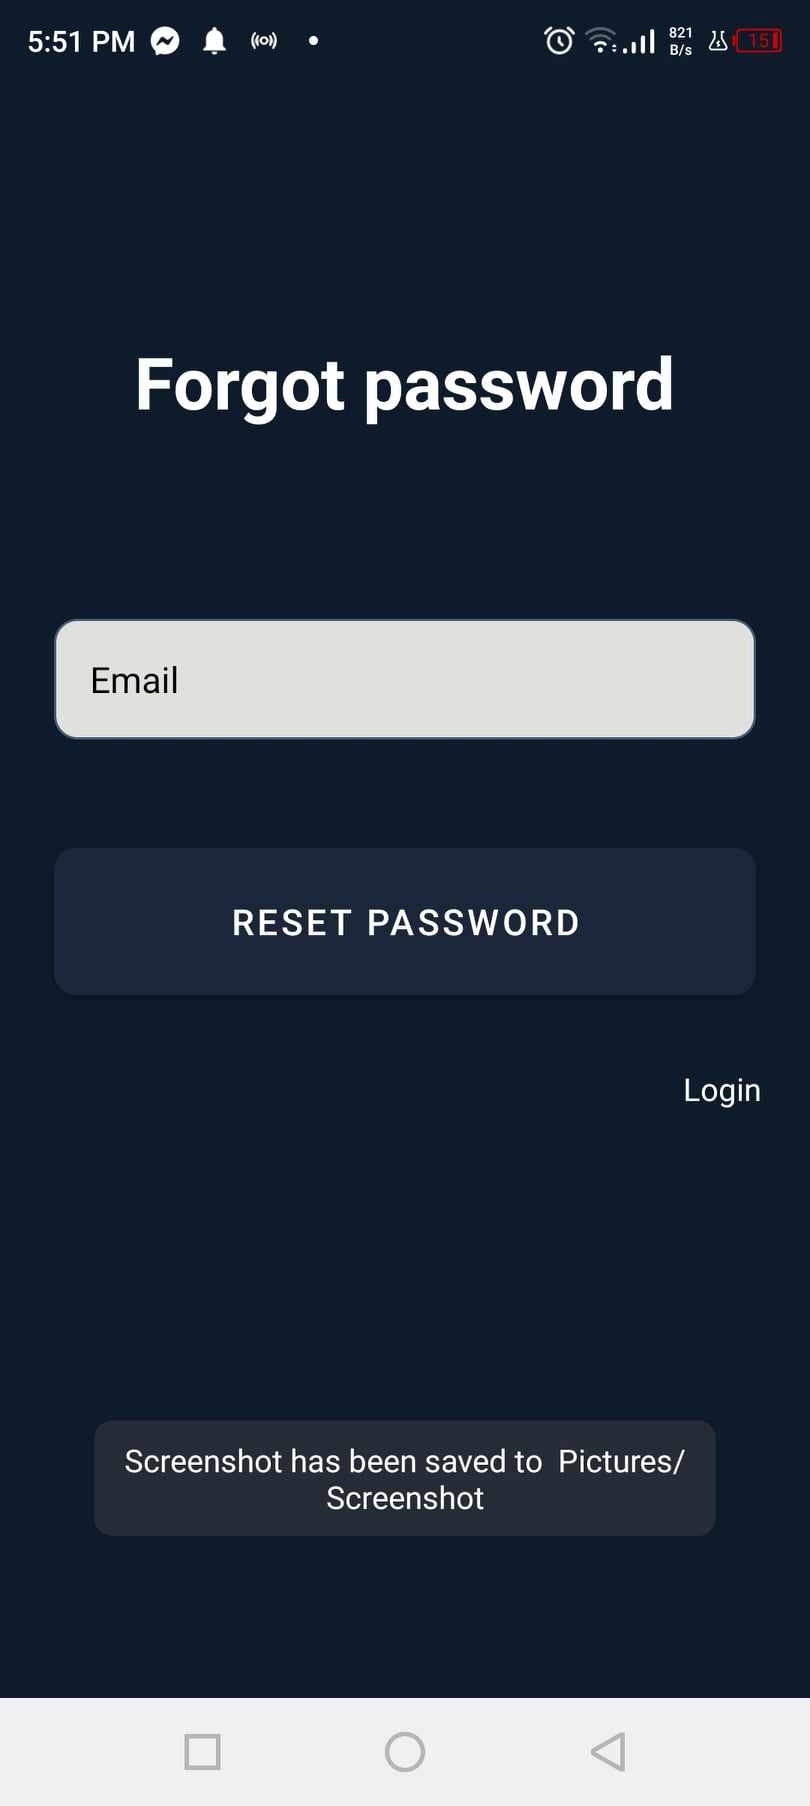 5:51 PM
821
B/s
15
Forgot password
Email
RESET PASSWORD
Login
Screenshot has been saved to  Pictures/
Screenshot